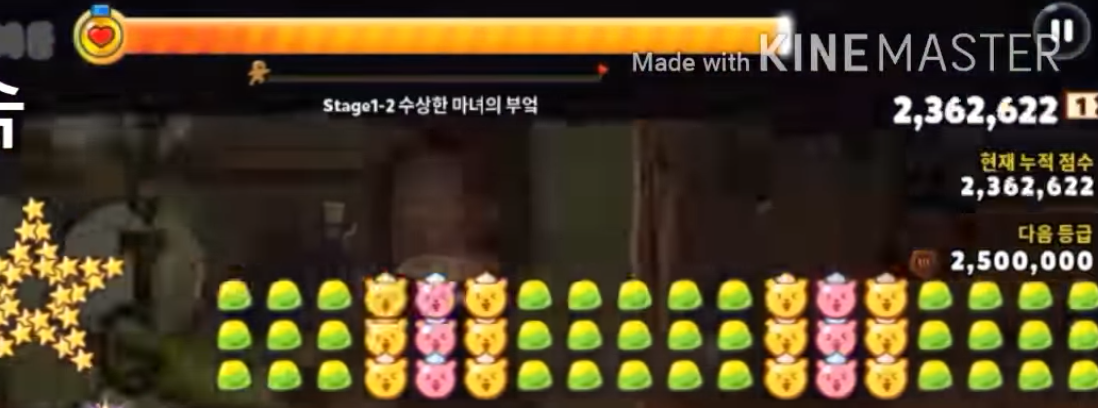 Made with KINEMASTER
Stage1-2 수상한 마녀의 부엌
2,362,622
현재 누적 점수
2,362,622
다음 등급
2,500,000